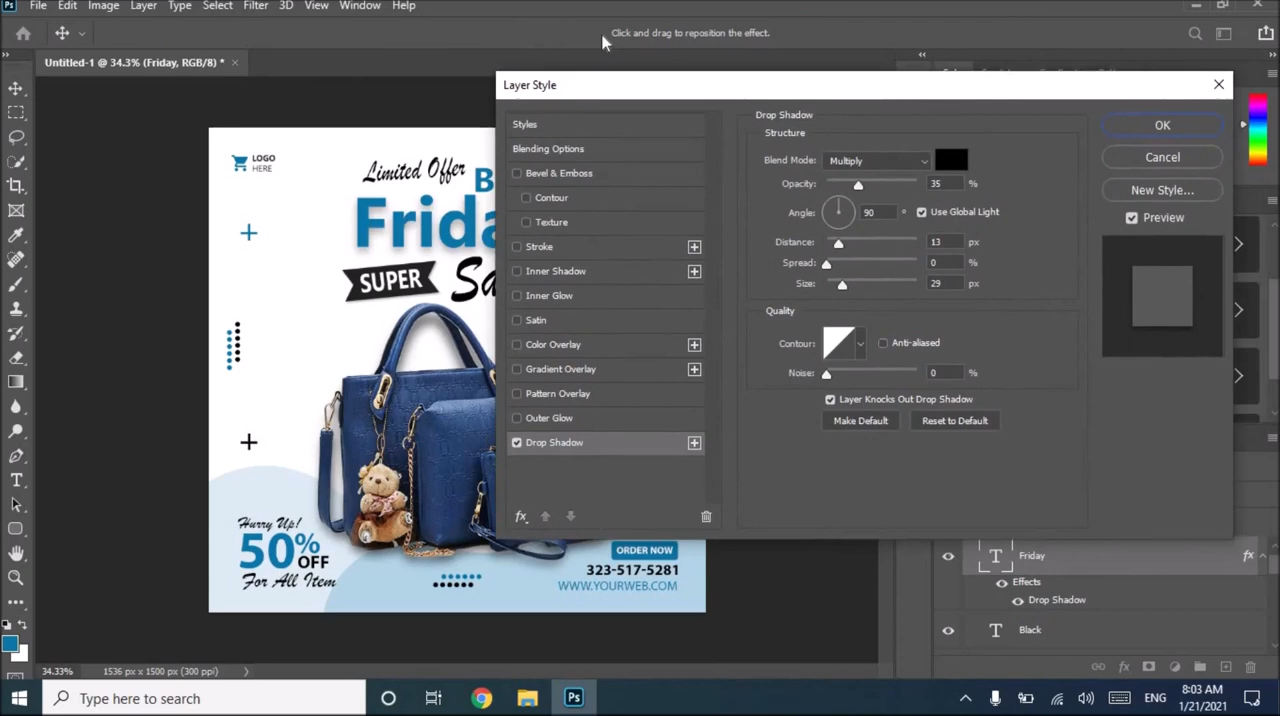 File Edit Image Layer Type Select Filter 3D View Window Help
Click and drag to reposition the effect.
Untitled-1 @ 34.3% (Friday, RGB/8) *
Layer Style
Styles
Blending Options
Bevel & Emboss
Contour
Texture
Stroke
Inner Shadow
Inner Glow
Satin
Color Overlay
Gradient Overlay
Pattern Overlay
Outer Glow
Drop Shadow
fx
Drop Shadow
Structure
Blend Mode: Multiply
Opacity: 35 %
Angle: 90 ° Use Global Light
Distance: 13 px
Spread: 0 %
Size: 29 px
Quality
Contour: Anti-aliased
Noise: 0 %
Layer Knocks Out Drop Shadow
Make Default Reset to Default
OK
Cancel
New Style...
Preview
LOGO
HERE
Limited Offer
B
Frida
SUPER Sa
Hurry Up!
50% OFF
For All Item
ORDER NOW
323-517-5281
WWW.YOURWEB.COM
T Friday fx
Effects
Drop Shadow
T Black
fx
34.33% 1536 px x 1500 px (300 ppi)
Type here to search
Ps
ENG
8:03 AM
1/21/2021